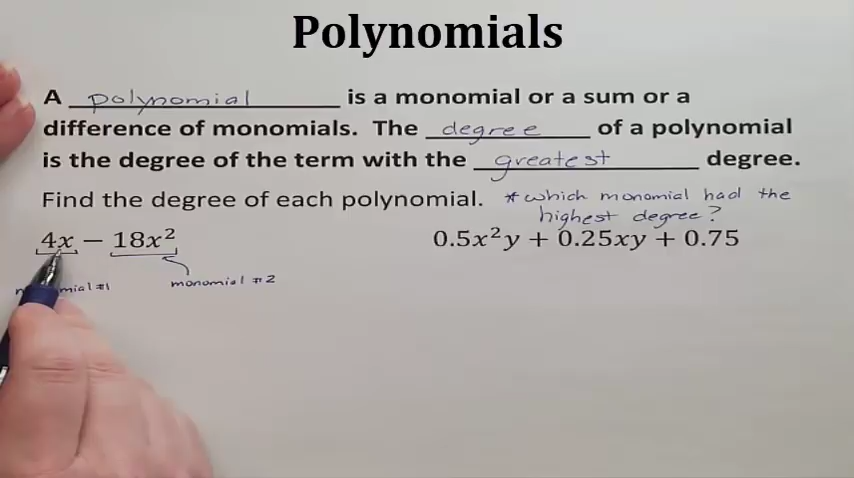 Polynomials
A polynomial is a monomial or a sum or a
difference of monomials. The degree of a polynomial
is the degree of the term with the greatest degree.
Find the degree of each polynomial. * which monomial had the
highest degree?
4x − 18x² 0.5x²y + 0.25xy + 0.75
#1 monomial #2